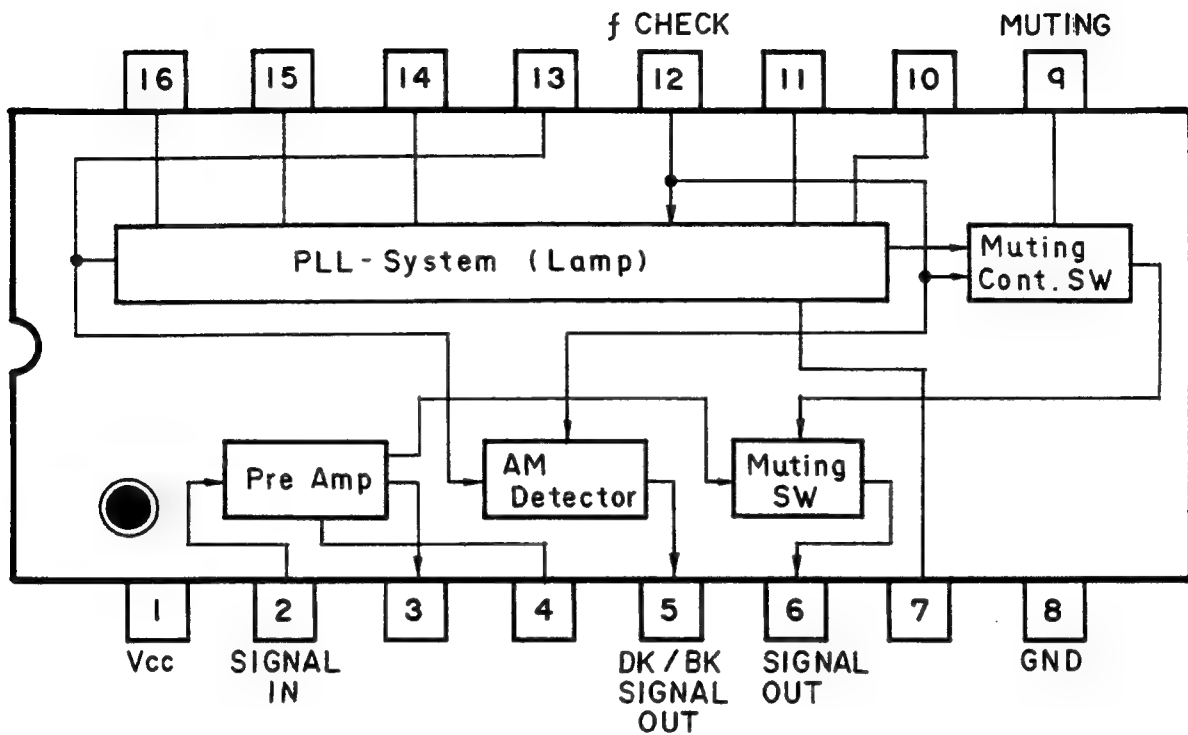 ƒ CHECK
MUTING
16
15
14
13
12
11
10
9
PLL-System (Lamp)
Muting
Cont. SW
Pre Amp
AM
Detector
Muting
SW
1
2
3
4
5
6
7
8
Vcc
SIGNAL
IN
DK/BK
SIGNAL
OUT
SIGNAL
OUT
GND